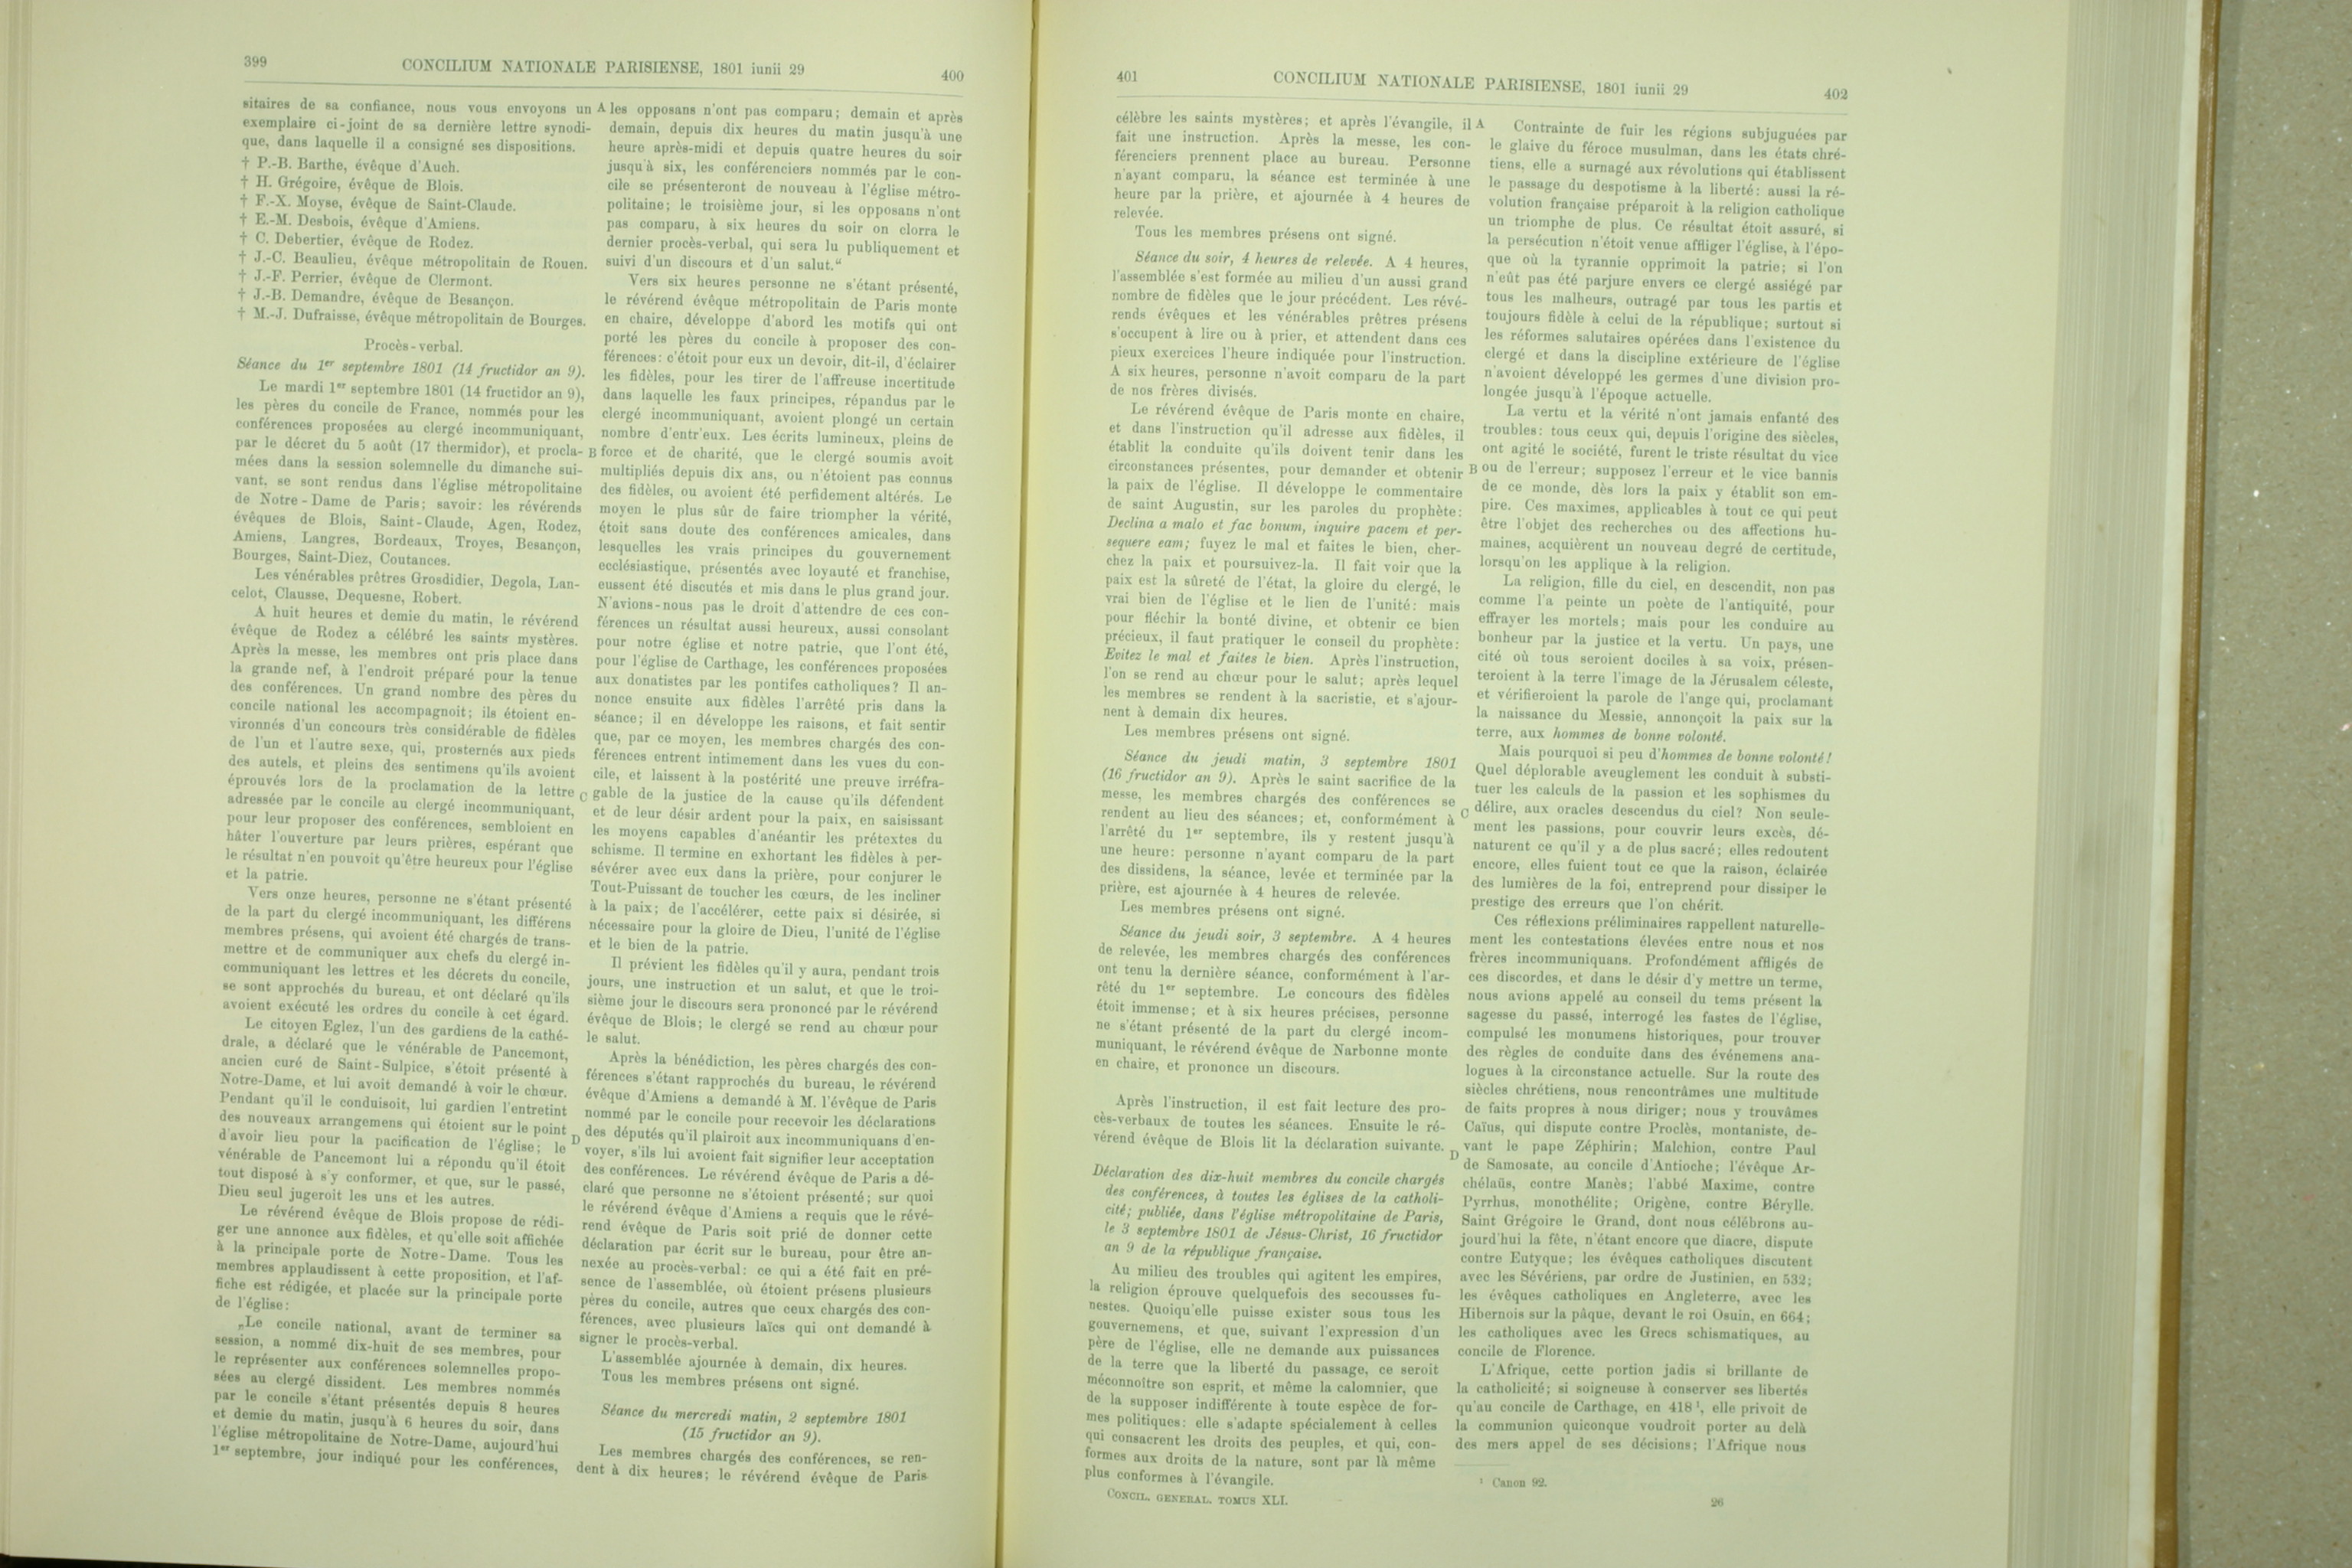 399
CONCILIUM NATIONALE PARISIENSE, 1801 iunii 29
400
sitaires de sa confiance, nous vous envoyons un
exemplaire ci-joint de sa dernière lettre synodi-
que, dans laquelle il a consigné ses dispositions.
† P.-B. Barthe, évêque d'Auch.
† H. Grégoire, évêque de Blois.
† F.-X. Moyse, évêque de Saint-Claude.
† E.-M. Desbois, évêque d'Amiens.
† C. Debertier, évêque de Rodez.
† J.-C. Beaulieu, évêque métropolitain de Rouen.
† J.-F. Perrier, évêque de Clermont.
† J.-B. Demandre, évêque de Besançon.
† M.-J. Dufraisse, évêque métropolitain de Bourges.
Procès-verbal.
Séance du 1er septembre 1801 (14 fructidor an 9).
Le mardi 1er septembre 1801 (14 fructidor an 9),
les pères du concile de France, nommés pour les
conférences proposées au clergé incommuniquant,
par le décret du 5 août (17 thermidor), et procla-
mées dans la session solemnelle du dimanche sui-
vant, se sont rendus dans l'église métropolitaine
de Notre-Dame de Paris; savoir: les révérends
évêques de Blois, Saint-Claude, Agen, Rodez,
Amiens, Langres, Bordeaux, Troyes, Besançon,
Bourges, Saint-Diez, Coutances.
Les vénérables prêtres Grosdidier, Degola, Lan-
celot, Clausse, Dequesne, Robert.
A huit heures et demie du matin, le révérend
évêque de Rodez a célébré les saints mystères.
Après la messe, les membres ont pris place dans
la grande nef, à l'endroit préparé pour la tenue
des conférences. Un grand nombre des pères du
concile national les accompagnoit; ils étoient en-
vironnés d'un concours très considérable de fidèles
de l'un et l'autre sexe, qui, prosternés aux pieds
des autels, et pleins des sentimens qu'ils avoient
éprouvés lors de la proclamation de la lettre
adressée par le concile au clergé incommuniquant,
pour leur proposer des conférences, sembloient en
hâter l'ouverture par leurs prières, espérant que
le résultat n'en pouvoit qu'être heureux pour l'église
et la patrie.
Vers onze heures, personne ne s'étant présenté
de la part du clergé incommuniquant, les différens
membres présens, qui avoient été chargés de trans-
mettre et de communiquer aux chefs du clergé in-
communiquant les lettres et les décrets du concile,
se sont approchés du bureau, et ont déclaré qu'ils
avoient exécuté les ordres du concile à cet égard.
Le citoyen Eglez, l'un des gardiens de la cathé-
drale, a déclaré que le vénérable de Pancemont,
ancien curé de Saint-Sulpice, s'étoit présenté à
Notre-Dame, et lui avoit demandé à voir le chœur.
Pendant qu'il le conduisoit, lui gardien l'entretint
des nouveaux arrangemens qui étoient sur le point
d'avoir lieu pour la pacification de l'église; le
vénérable de Pancemont lui a répondu qu'il étoit
tout disposé à s'y conformer, et que, sur le passé,
Dieu seul jugeroit les uns et les autres.
Le révérend évêque de Blois propose de rédi-
ger une annonce aux fidèles, et qu'elle soit affichée
à la principale porte de Notre-Dame. Tous les
membres applaudissent à cette proposition, et l'af-
fiche est rédigée, et placée sur la principale porte
de l'église:
„Le concile national, avant de terminer sa
session, a nommé dix-huit de ses membres, pour
le représenter aux conférences solemnelles propo-
sées au clergé dissident. Les membres nommés
par le concile s'étant présentés depuis 8 heures
et demie du matin, jusqu'à 6 heures du soir, dans
l'église métropolitaine de Notre-Dame, aujourd'hui
1er septembre, jour indiqué pour les conférences,
A
B
C
D
les opposans n'ont pas comparu; demain et après
demain, depuis dix heures du matin jusqu'à une
heure après-midi et depuis quatre heures du soir
jusqu'à six, les conférenciers nommés par le con-
cile se présenteront de nouveau à l'église métro-
politaine; le troisième jour, si les opposans n'ont
pas comparu, à six heures du soir on clorra le
dernier procès-verbal, qui sera lu publiquement et
suivi d'un discours et d'un salut.“
Vers six heures personne ne s'étant présenté,
le révérend évêque métropolitain de Paris monte
en chaire, développe d'abord les motifs qui ont
porté les pères du concile à proposer des con-
férences: c'étoit pour eux un devoir, dit-il, d'éclairer
les fidèles, pour les tirer de l'affreuse incertitude
dans laquelle les faux principes, répandus par le
clergé incommuniquant, avoient plongé un certain
nombre d'entr'eux. Les écrits lumineux, pleins de
force et de charité, que le clergé soumis avoit
multipliés depuis dix ans, ou n'étoient pas connus
des fidèles, ou avoient été perfidement altérés. Le
moyen le plus sûr de faire triompher la vérité,
étoit sans doute des conférences amicales, dans
lesquelles les vrais principes du gouvernement
ecclésiastique, présentés avec loyauté et franchise,
eussent été discutés et mis dans le plus grand jour.
N'avions-nous pas le droit d'attendre de ces con-
férences un résultat aussi heureux, aussi consolant
pour notre église et notre patrie, que l'ont été,
pour l'église de Carthage, les conférences proposées
aux donatistes par les pontifes catholiques? Il an-
nonce ensuite aux fidèles l'arrêté pris dans la
séance; il en développe les raisons, et fait sentir
que, par ce moyen, les membres chargés des con-
férences entrent intimement dans les vues du con-
cile, et laissent à la postérité une preuve irréfra-
gable de la justice de la cause qu'ils défendent
et de leur désir ardent pour la paix, en saisissant
les moyens capables d'anéantir les prétextes du
schisme. Il termine en exhortant les fidèles à per-
sévérer avec eux dans la prière, pour conjurer le
Tout-Puissant de toucher les cœurs, de les incliner
à la paix; de l'accélérer, cette paix si désirée, si
nécessaire pour la gloire de Dieu, l'unité de l'église
et le bien de la patrie.
Il prévient les fidèles qu'il y aura, pendant trois
jours, une instruction et un salut, et que le troi-
sième jour le discours sera prononcé par le révérend
évêque de Blois; le clergé se rend au chœur pour
le salut.
Après la bénédiction, les pères chargés des con-
férences s'étant rapprochés du bureau, le révérend
évêque d'Amiens a demandé à M. l'évêque de Paris
nommé par le concile pour recevoir les déclarations
des députés qu'il plairoit aux incommuniquans d'en-
voyer, s'ils lui avoient fait signifier leur acceptation
des conférences. Le révérend évêque de Paris a dé-
claré que personne ne s'étoient présenté; sur quoi
le révérend évêque d'Amiens a requis que le révé-
rend évêque de Paris soit prié de donner cette
déclaration par écrit sur le bureau, pour être an-
nexée au procès-verbal: ce qui a été fait en pré-
sence de l'assemblée, où étoient présens plusieurs
pères du concile, autres que ceux chargés des con-
férences, avec plusieurs laïcs qui ont demandé à
signer le procès-verbal.
L'assemblée ajournée à demain, dix heures.
Tous les membres présens ont signé.
Séance du mercredi matin, 2 septembre 1801
(15 fructidor an 9).
Les membres chargés des conférences, se ren-
dent à dix heures; le révérend évêque de Paris
401
CONCILIUM NATIONALE PARISIENSE, 1801 iunii 29
402
célèbre les saints mystères; et après l'évangile, il
fait une instruction. Après la messe, les con-
férenciers prennent place au bureau. Personne
n'ayant comparu, la séance est terminée à une
heure par la prière, et ajournée à 4 heures de
relevée.
Tous les membres présens ont signé.
Séance du soir, 4 heures de relevée. A 4 heures,
l'assemblée s'est formée au milieu d'un aussi grand
nombre de fidèles que le jour précédent. Les révé-
rends évêques et les vénérables prêtres présens
s'occupent à lire ou à prier, et attendent dans ces
pieux exercices l'heure indiquée pour l'instruction.
A six heures, personne n'avoit comparu de la part
de nos frères divisés.
Le révérend évêque de Paris monte en chaire,
et dans l'instruction qu'il adresse aux fidèles, il
établit la conduite qu'ils doivent tenir dans les
circonstances présentes, pour demander et obtenir
la paix de l'église. Il développe le commentaire
de saint Augustin, sur les paroles du prophète:
Declina a malo et fac bonum, inquire pacem et per-
sequere eam; fuyez le mal et faites le bien, cher-
chez la paix et poursuivez-la. Il fait voir que la
paix est la sûreté de l'état, la gloire du clergé, le
vrai bien de l'église et le lien de l'unité: mais
pour fléchir la bonté divine, et obtenir ce bien
précieux, il faut pratiquer le conseil du prophète:
Evitez le mal et faites le bien. Après l'instruction,
l'on se rend au chœur pour le salut; après lequel
les membres se rendent à la sacristie, et s'ajour-
nent à demain dix heures.
Les membres présens ont signé.
Séance du jeudi matin, 3 septembre 1801
(16 fructidor an 9). Après le saint sacrifice de la
messe, les membres chargés des conférences se
rendent au lieu des séances; et, conformément à
l'arrêté du 1er septembre, ils y restent jusqu'à
une heure: personne n'ayant comparu de la part
des dissidens, la séance, levée et terminée par la
prière, est ajournée à 4 heures de relevée.
Les membres présens ont signé.
Séance du jeudi soir, 3 septembre. A 4 heures
de relevée, les membres chargés des conférences
ont tenu la dernière séance, conformément à l'ar-
rêté du 1er septembre. Le concours des fidèles
étoit immense; et à six heures précises, personne
ne s'étant présenté de la part du clergé incom-
muniquant, le révérend évêque de Narbonne monte
en chaire, et prononce un discours.
Après l'instruction, il est fait lecture des pro-
cès-verbaux de toutes les séances. Ensuite le ré-
vérend évêque de Blois lit la déclaration suivante.
Déclaration des dix-huit membres du concile chargés
des conférences, à toutes les églises de la catholi-
cité; publiée, dans l'église métropolitaine de Paris,
le 3 septembre 1801 de Jésus-Christ, 16 fructidor
an 9 de la république française.
Au milieu des troubles qui agitent les empires,
la religion éprouve quelquefois des secousses fu-
nestes. Quoiqu'elle puisse exister sous tous les
gouvernemens, et que, suivant l'expression d'un
père de l'église, elle ne demande aux puissances
de la terre que la liberté du passage, ce seroit
méconnoître son esprit, et même la calomnier, que
de la supposer indifférente à toute espèce de for-
mes politiques: elle s'adapte spécialement à celles
qui consacrent les droits des peuples, et qui, con-
formes aux droits de la nature, sont par là même
plus conformes à l'évangile.
CONCIL. GENERAL. TOMUS XLI.
A
B
C
D
Contrainte de fuir les régions subjuguées par
le glaive du féroce musulman, dans les états chré-
tiens, elle a surnagé aux révolutions qui établissent
le passage du despotisme à la liberté: aussi la ré-
volution française préparoit à la religion catholique
un triomphe de plus. Ce résultat étoit assuré, si
la persécution n'étoit venue affliger l'église, à l'épo-
que où la tyrannie opprimoit la patrie; si l'on
n'eût pas été parjure envers ce clergé assiégé par
tous les malheurs, outragé par tous les partis et
toujours fidèle à celui de la république; surtout si
les réformes salutaires opérées dans l'existence du
clergé et dans la discipline extérieure de l'église
n'avoient développé les germes d'une division pro-
longée jusqu'à l'époque actuelle.
La vertu et la vérité n'ont jamais enfanté des
troubles: tous ceux qui, depuis l'origine des siècles,
ont agité le société, furent le triste résultat du vice
ou de l'erreur; supposez l'erreur et le vice bannis
de ce monde, dès lors la paix y établit son em-
pire. Ces maximes, applicables à tout ce qui peut
être l'objet des recherches ou des affections hu-
maines, acquièrent un nouveau degré de certitude,
lorsqu'on les applique à la religion.
La religion, fille du ciel, en descendit, non pas
comme l'a peinte un poète de l'antiquité, pour
effrayer les mortels; mais pour les conduire au
bonheur par la justice et la vertu. Un pays, une
cité où tous seroient dociles à sa voix, présen-
teroient à la terre l'image de la Jérusalem céleste,
et vérifieroient la parole de l'ange qui, proclamant
la naissance du Messie, annonçoit la paix sur la
terre, aux hommes de bonne volonté.
Mais pourquoi si peu d'hommes de bonne volonté!
Quel déplorable aveuglement les conduit à substi-
tuer les calculs de la passion et les sophismes du
délire, aux oracles descendus du ciel? Non seule-
ment les passions, pour couvrir leurs excès, dé-
naturent ce qu'il y a de plus sacré; elles redoutent
encore, elles fuient tout ce que la raison, éclairée
des lumières de la foi, entreprend pour dissiper le
prestige des erreurs que l'on chérit.
Ces réflexions préliminaires rappellent naturelle-
ment les contestations élevées entre nous et nos
frères incommuniquans. Profondément affligés de
ces discordes, et dans le désir d'y mettre un terme,
nous avions appelé au conseil du tems présent la
sagesse du passé, interrogé les fastes de l'église,
compulsé les monumens historiques, pour trouver
des règles de conduite dans des événemens ana-
logues à la circonstance actuelle. Sur la route des
siècles chrétiens, nous rencontrâmes une multitude
de faits propres à nous diriger; nous y trouvâmes
Caïus, qui dispute contre Proclès, montaniste, de-
vant le pape Zéphirin; Malchion, contre Paul
de Samosate, au concile d'Antioche; l'évêque Ar-
chélaüs, contre Manès; l'abbé Maxime, contre
Pyrrhus, monothélite; Origène, contre Bérylle.
Saint Grégoire le Grand, dont nous célébrons au-
jourd'hui la fête, n'étant encore que diacre, dispute
contre Eutyque; les évêques catholiques discutent
avec les Sévériens, par ordre de Justinien, en 532;
les évêques catholiques en Angleterre, avec les
Hibernois sur la pâque, devant le roi Osuin, en 664;
les catholiques avec les Grecs schismatiques, au
concile de Florence.
L'Afrique, cette portion jadis si brillante de
la catholicité; si soigneuse à conserver ses libertés
qu'au concile de Carthage, en 418 1, elle privoit de
la communion quiconque voudroit porter au delà
des mers appel de ses décisions; l'Afrique nous
1 Canon 92.
26